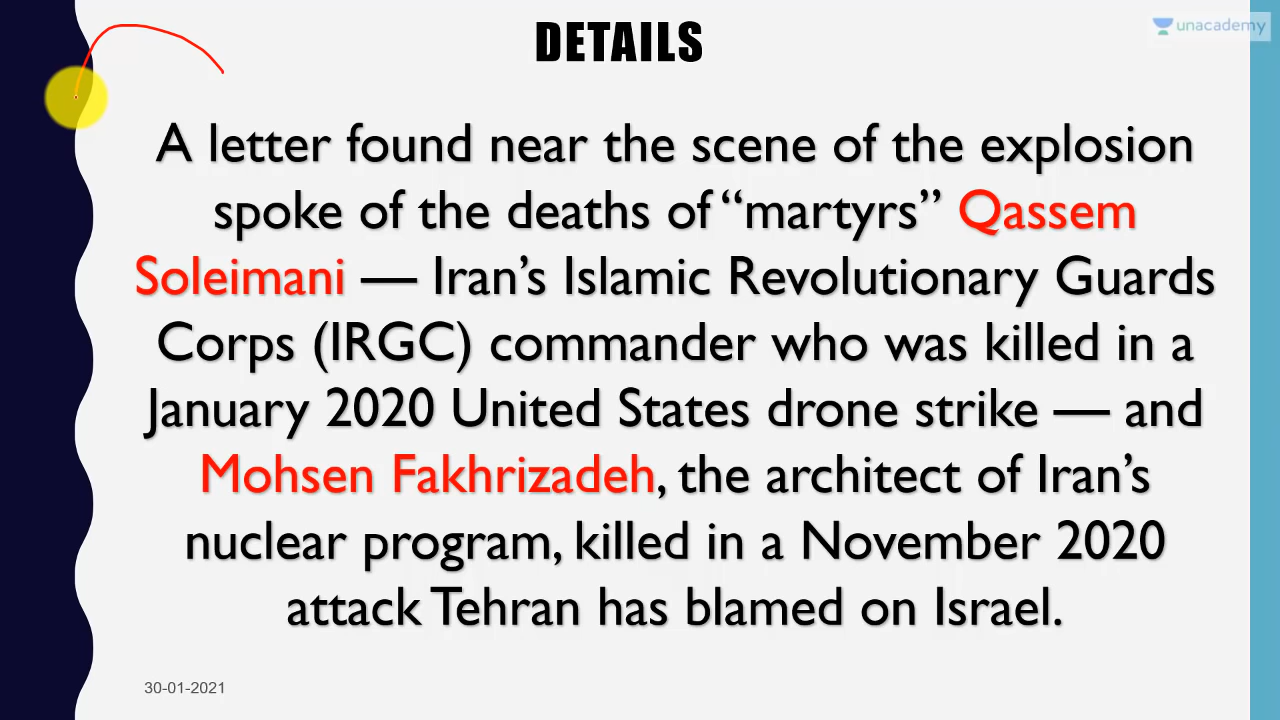 DETAILS
unacademy
A letter found near the scene of the explosion
spoke of the deaths of “martyrs” Qassem
Soleimani — Iran’s Islamic Revolutionary Guards
Corps (IRGC) commander who was killed in a
January 2020 United States drone strike — and
Mohsen Fakhrizadeh, the architect of Iran’s
nuclear program, killed in a November 2020
attack Tehran has blamed on Israel.
30-01-2021